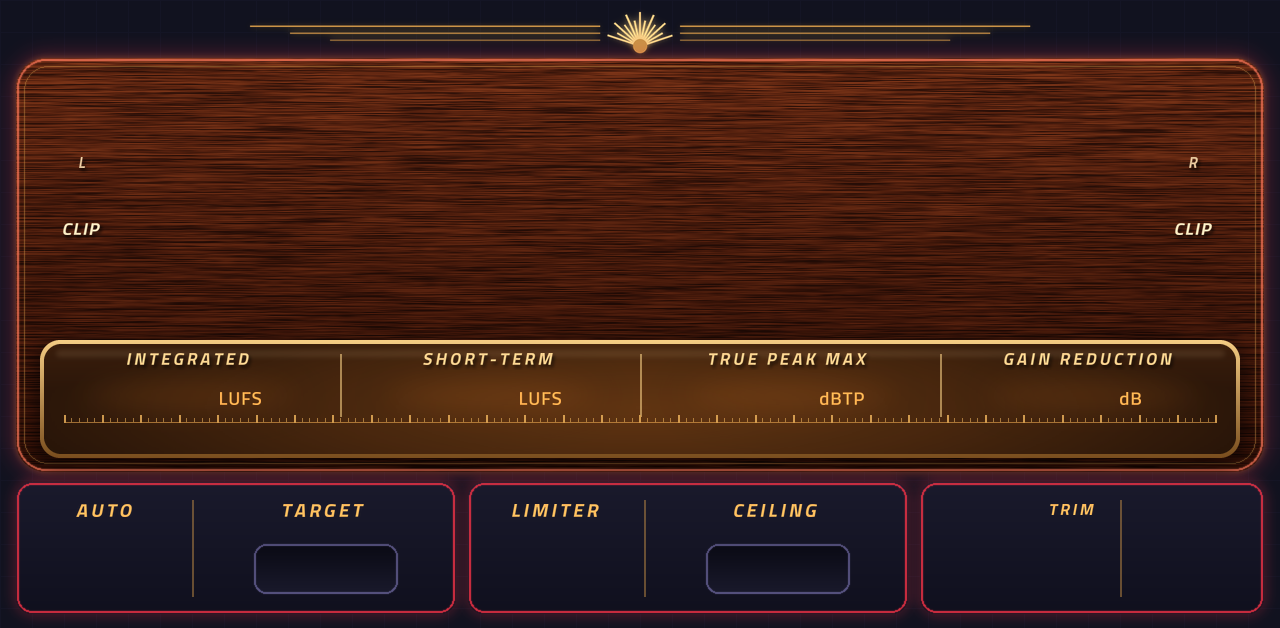 L
R
CLIP
CLIP
INTEGRATED
SHORT-TERM
TRUE PEAK MAX
GAIN REDUCTION
LUFS
LUFS
dBTP
dB
AUTO
TARGET
LIMITER
CEILING
TRIM